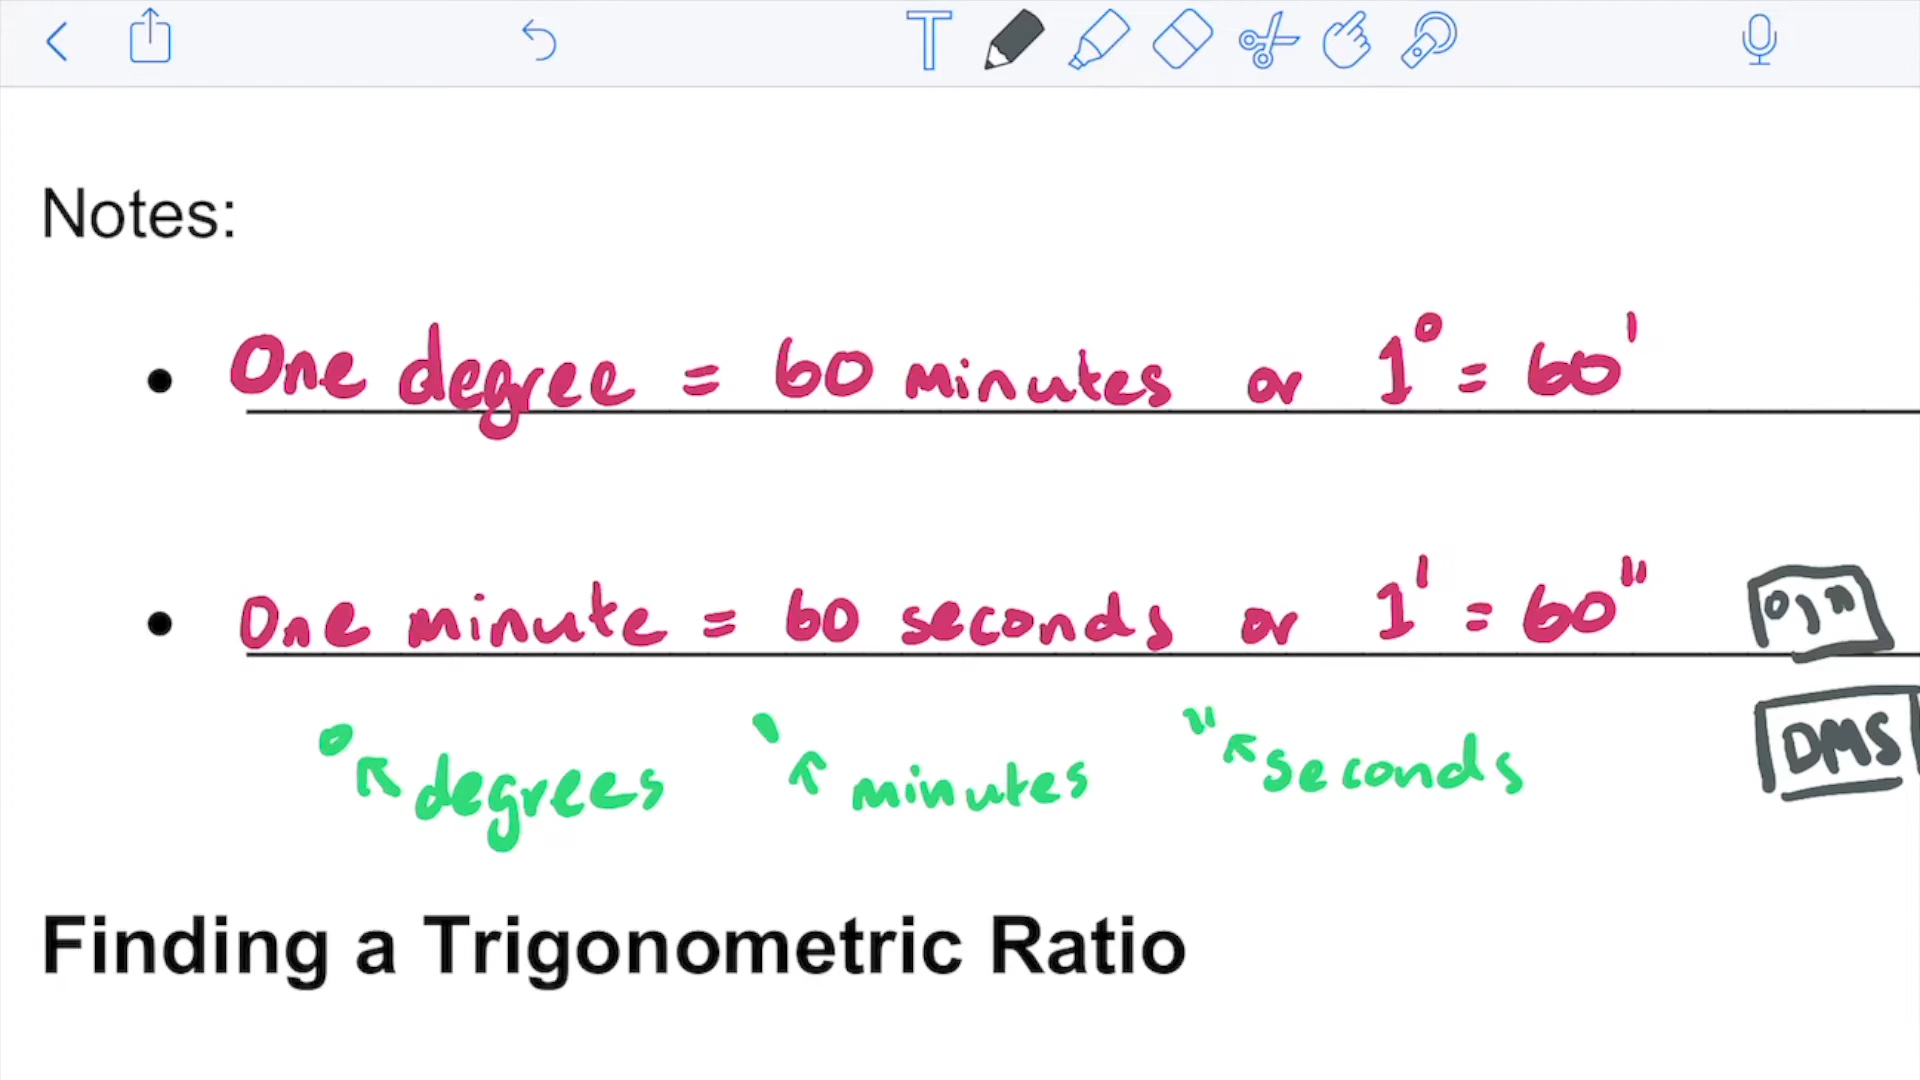 Notes:
• One degree = 60 minutes or 1° = 60'
• One minute = 60 seconds or 1' = 60"
° ' "
° ↖ degrees ' ↑ minutes " ↖ seconds
DMS
Finding a Trigonometric Ratio